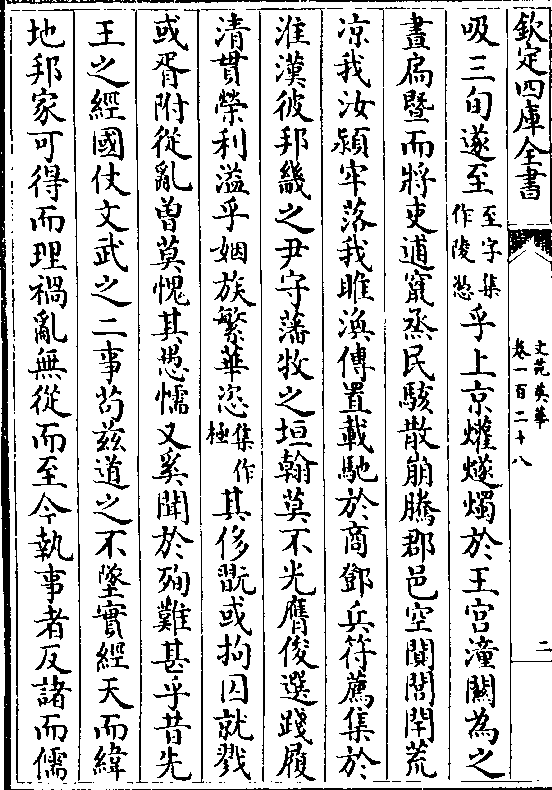 欽定四庫全書
文苑英華
卷一百二十八
二
吸三旬遂至至字集作陵憑乎上京爟燧燭於王宫潼關為之
晝扄暨而將吏逋竄烝民駭散崩騰郡邑空闃閭閈荒
凉我汝潁牢落我睢渙傳置載馳於商鄧兵符薦集於
淮漢彼邦畿之尹守藩牧之垣翰莫不光膺俊選踐履
清貫榮利溢乎姻族繁華恣集作極其侈翫或拘囚就戮
或胥附從亂曽莫愧其愚懦又奚聞於殉難甚乎昔先
王之經國仗文武之二事茍兹道之不墜實經天而緯
地邦家可得而理禍亂無從而至今執事者反諸而儒